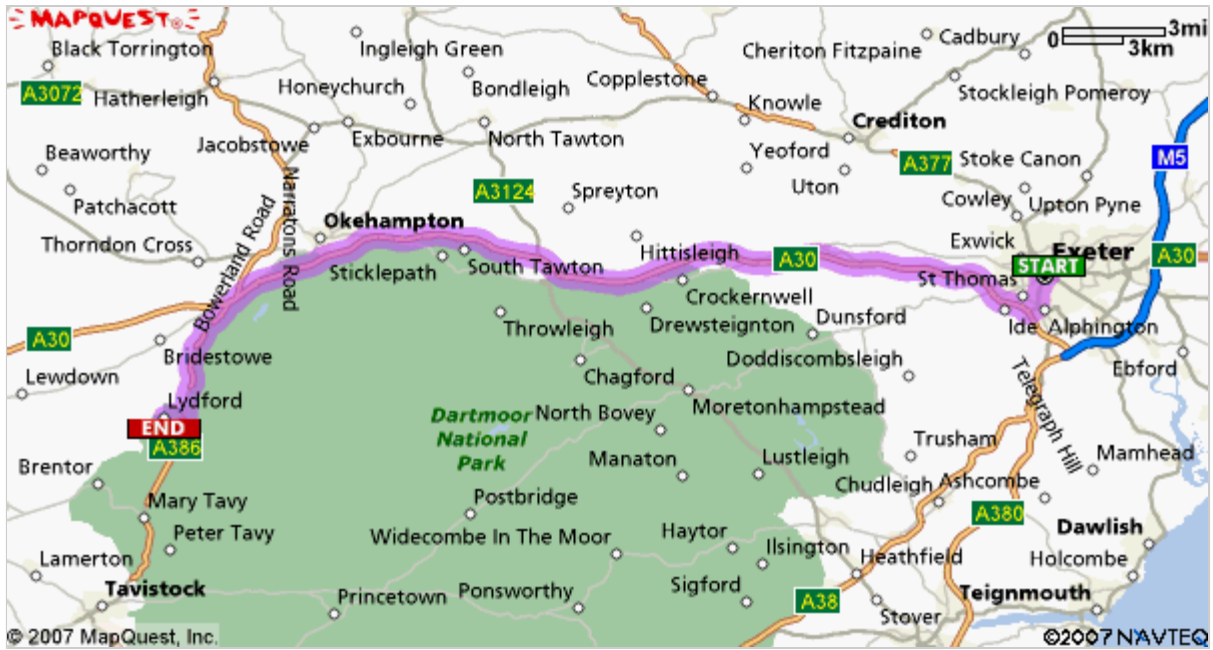 MAPQUEST
Black Torrington
Ingleigh Green
Cheriton Fitzpaine
Cadbury
0
3mi
3km
A3072
Hatherleigh
Honeychurch
Bondleigh
Copplestone
Knowle
Stockleigh Pomeroy
Jacobstowe
Exbourne
North Tawton
Crediton
Beaworthy
Yeoford
A377
Stoke Canon
M5
Patchacott
A3124
Spreyton
Uton
Cowley
Upton Pyne
Narratons Road
Okehampton
Thorndon Cross
Bowerland Road
Sticklepath
South Tawton
Hittisleigh
A30
Exwick
Exeter
A30
START
St Thomas
Crockernwell
A30
Bridestowe
Throwleigh
Drewsteignton
Dunsford
Ide
Alphington
Lewdown
Chagford
Doddiscombsleigh
Ebford
Lydford
END
A386
Dartmoor
National
Park
North Bovey
Moretonhampstead
Telegraph Hill
Brentor
Manaton
Lustleigh
Trusham
Mamhead
Mary Tavy
Postbridge
Chudleigh
Ashcombe
Peter Tavy
Widecombe In The Moor
Haytor
Ilsington
A380
Dawlish
Lamerton
Heathfield
Holcombe
Tavistock
Princetown
Ponsworthy
Sigford
A38
Stover
Teignmouth
© 2007 MapQuest, Inc.
©2007 NAVTEQ